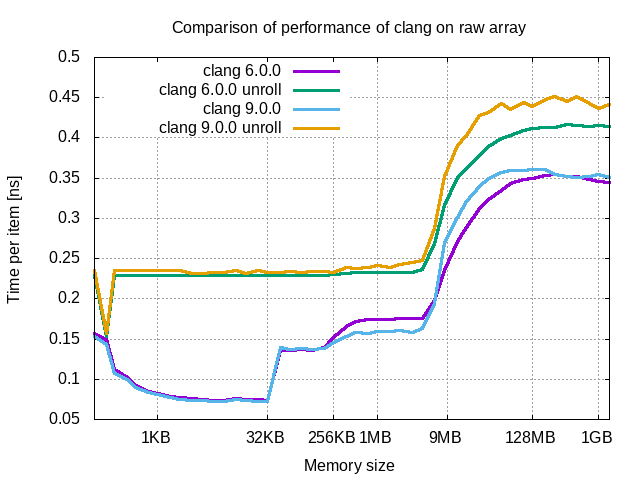 Comparison of performance of clang on raw array
0.5
0.45
0.4
0.35
0.3
0.25
0.2
0.15
0.1
0.05
Time per item [ns]
clang 6.0.0
clang 6.0.0 unroll
clang 9.0.0
clang 9.0.0 unroll
1KB 32KB 256KB 1MB 9MB 128MB 1GB
Memory size